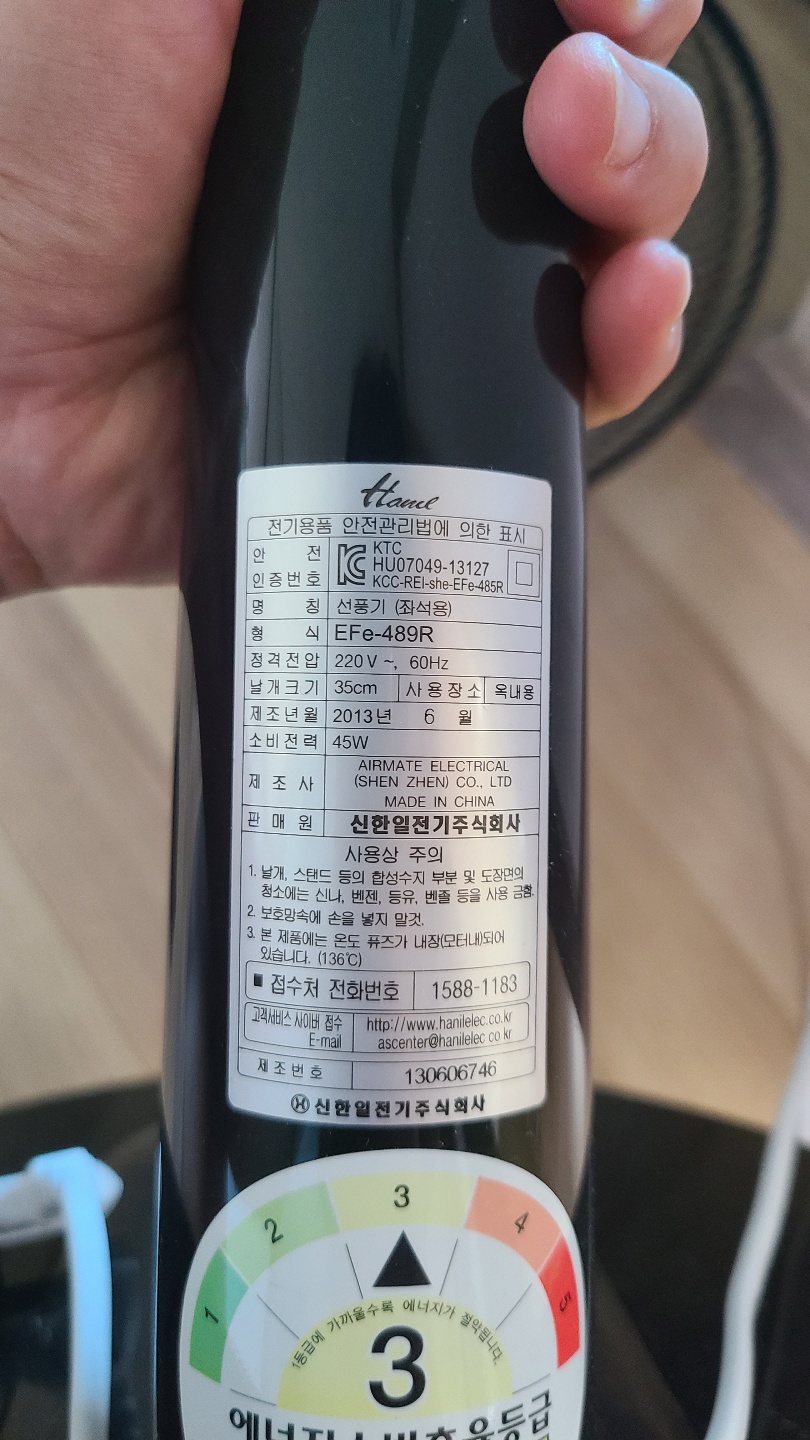 Hanil
전기용품 안전관리법에 의한 표시
안 전 인증번호
KTC
HU07049-13127
KCC-REI-she-EFe-485R
명 칭 선풍기 (좌석용)
형 식 EFe-489R
정격전압 220V ~, 60Hz
날개크기 35cm 사용장소 옥내용
제조년월 2013년 6 월
소비전력 45W
제 조 사
AIRMATE ELECTRICAL
(SHEN ZHEN) CO., LTD
MADE IN CHINA
판 매 원 신한일전기주식회사
사용상 주의
1. 날개, 스탠드 등의 합성수지 부분 및 도장면의
청소에는 신나, 벤젠, 등유, 벤졸 등을 사용 금함.
2. 보호망속에 손을 넣지 말것.
3. 본 제품에는 온도 퓨즈가 내장(모터내)되어
있습니다. (136℃)
■ 접수처 전화번호 1588-1183
고객서비스 사이버 접수 http://www.hanilelec.co.kr
E-mail ascenter@hanilelec co kr
제조번호 130606746
신한일전기주식회사
1 2 3 4 5
1등급에 가까울수록 에너지가 절약됩니다.
3
에너지소비효율등급